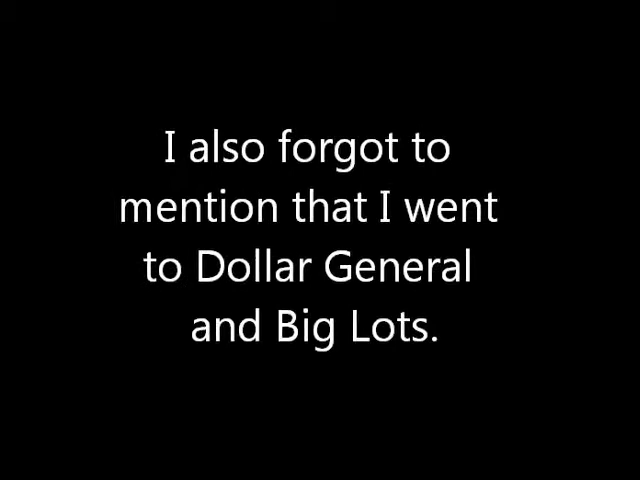 I also forgot to
mention that I went
to Dollar General
and Big Lots.